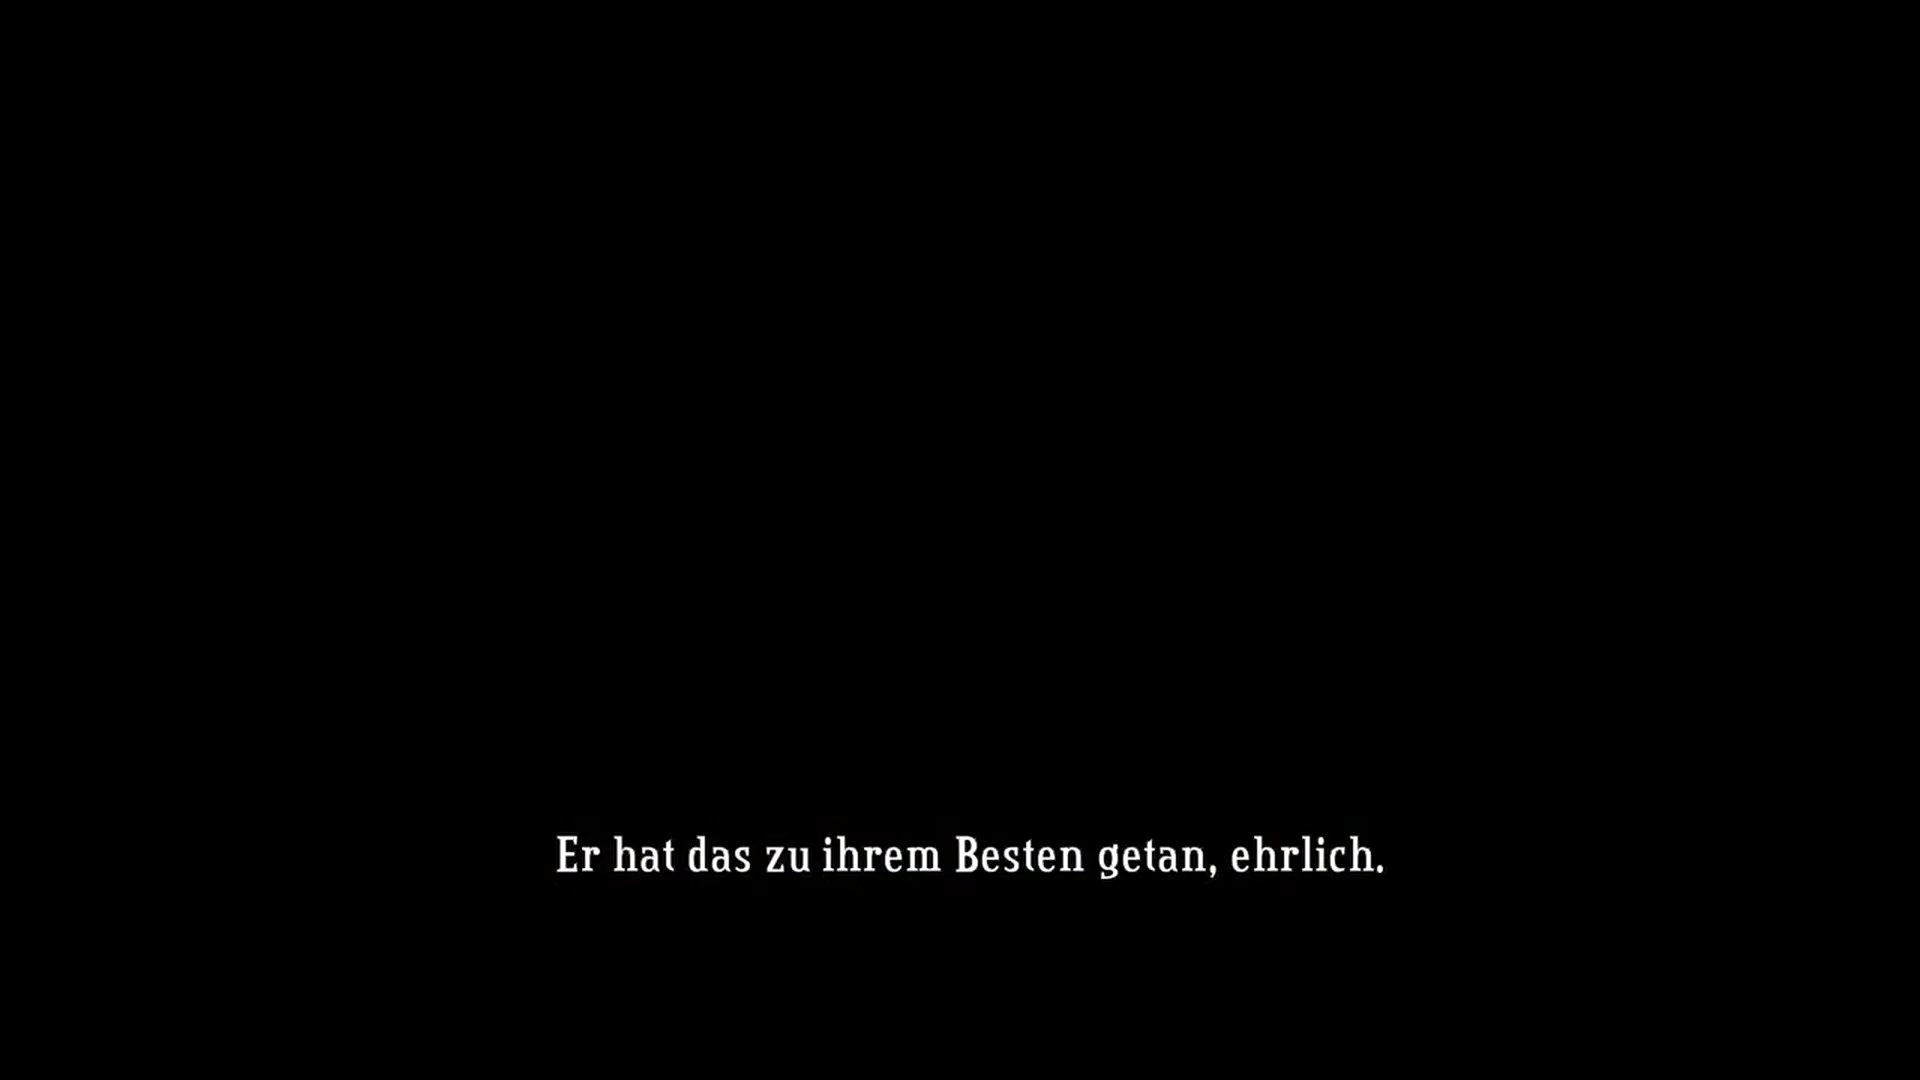 Er hat das zu ihrem Besten getan, ehrlich.